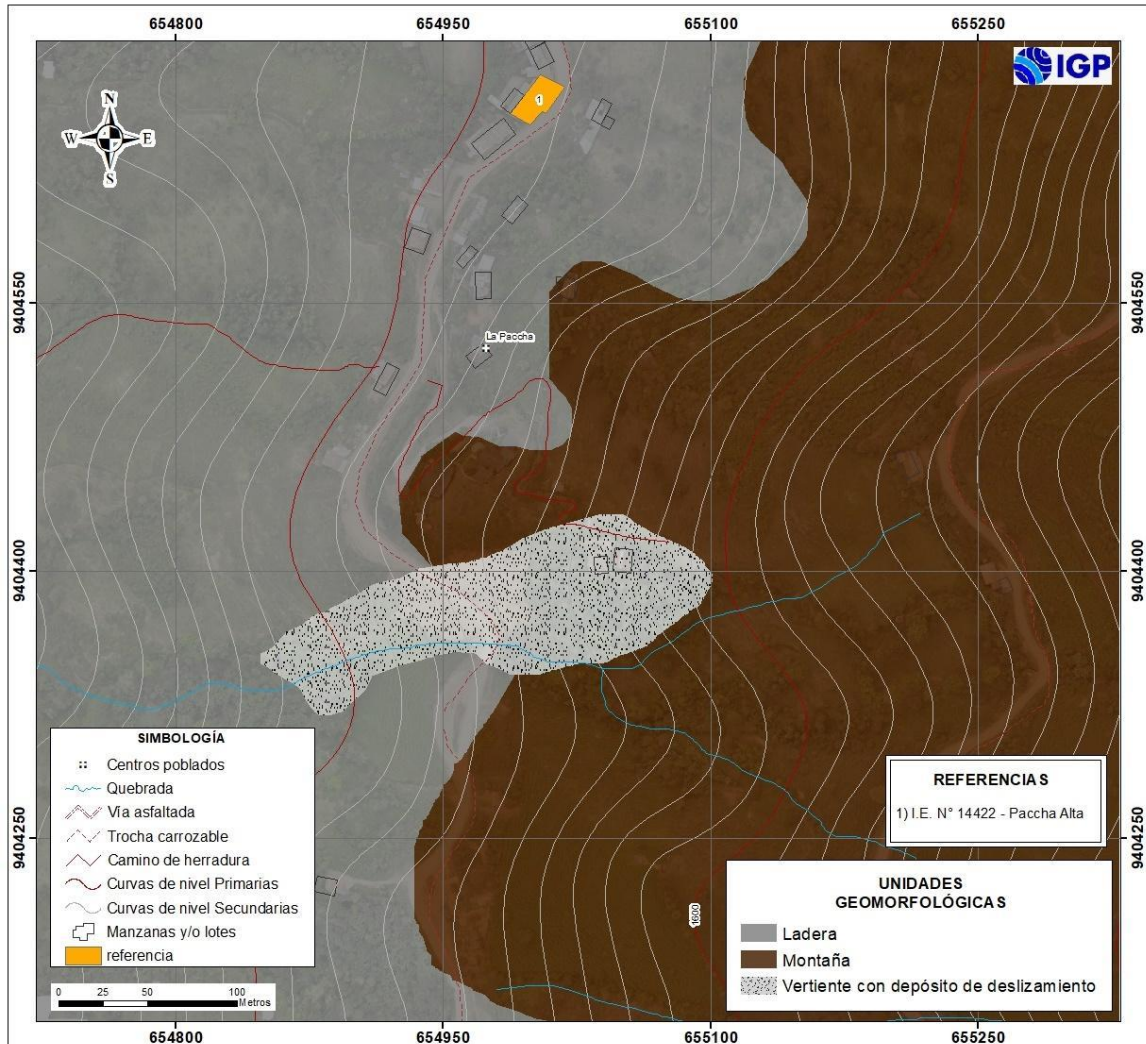 654800
654950
655100
655250
IGP
1
N
W
E
S
9404550
9404550
La Paccha
9404400
9404400
SIMBOLOGÍA
Centros poblados
Quebrada
Vía asfaltada
Trocha carrozable
Camino de herradura
Curvas de nivel Primarias
Curvas de nivel Secundarias
Manzanas y/o lotes
referencia
REFERENCIAS
1) I.E. N° 14422 - Paccha Alta
9404250
9404250
UNIDADES
GEOMORFOLÓGICAS
Ladera
Montaña
Vertiente con depósito de deslizamiento
1600
0 25 50 100
Metros
654800
654950
655100
655250